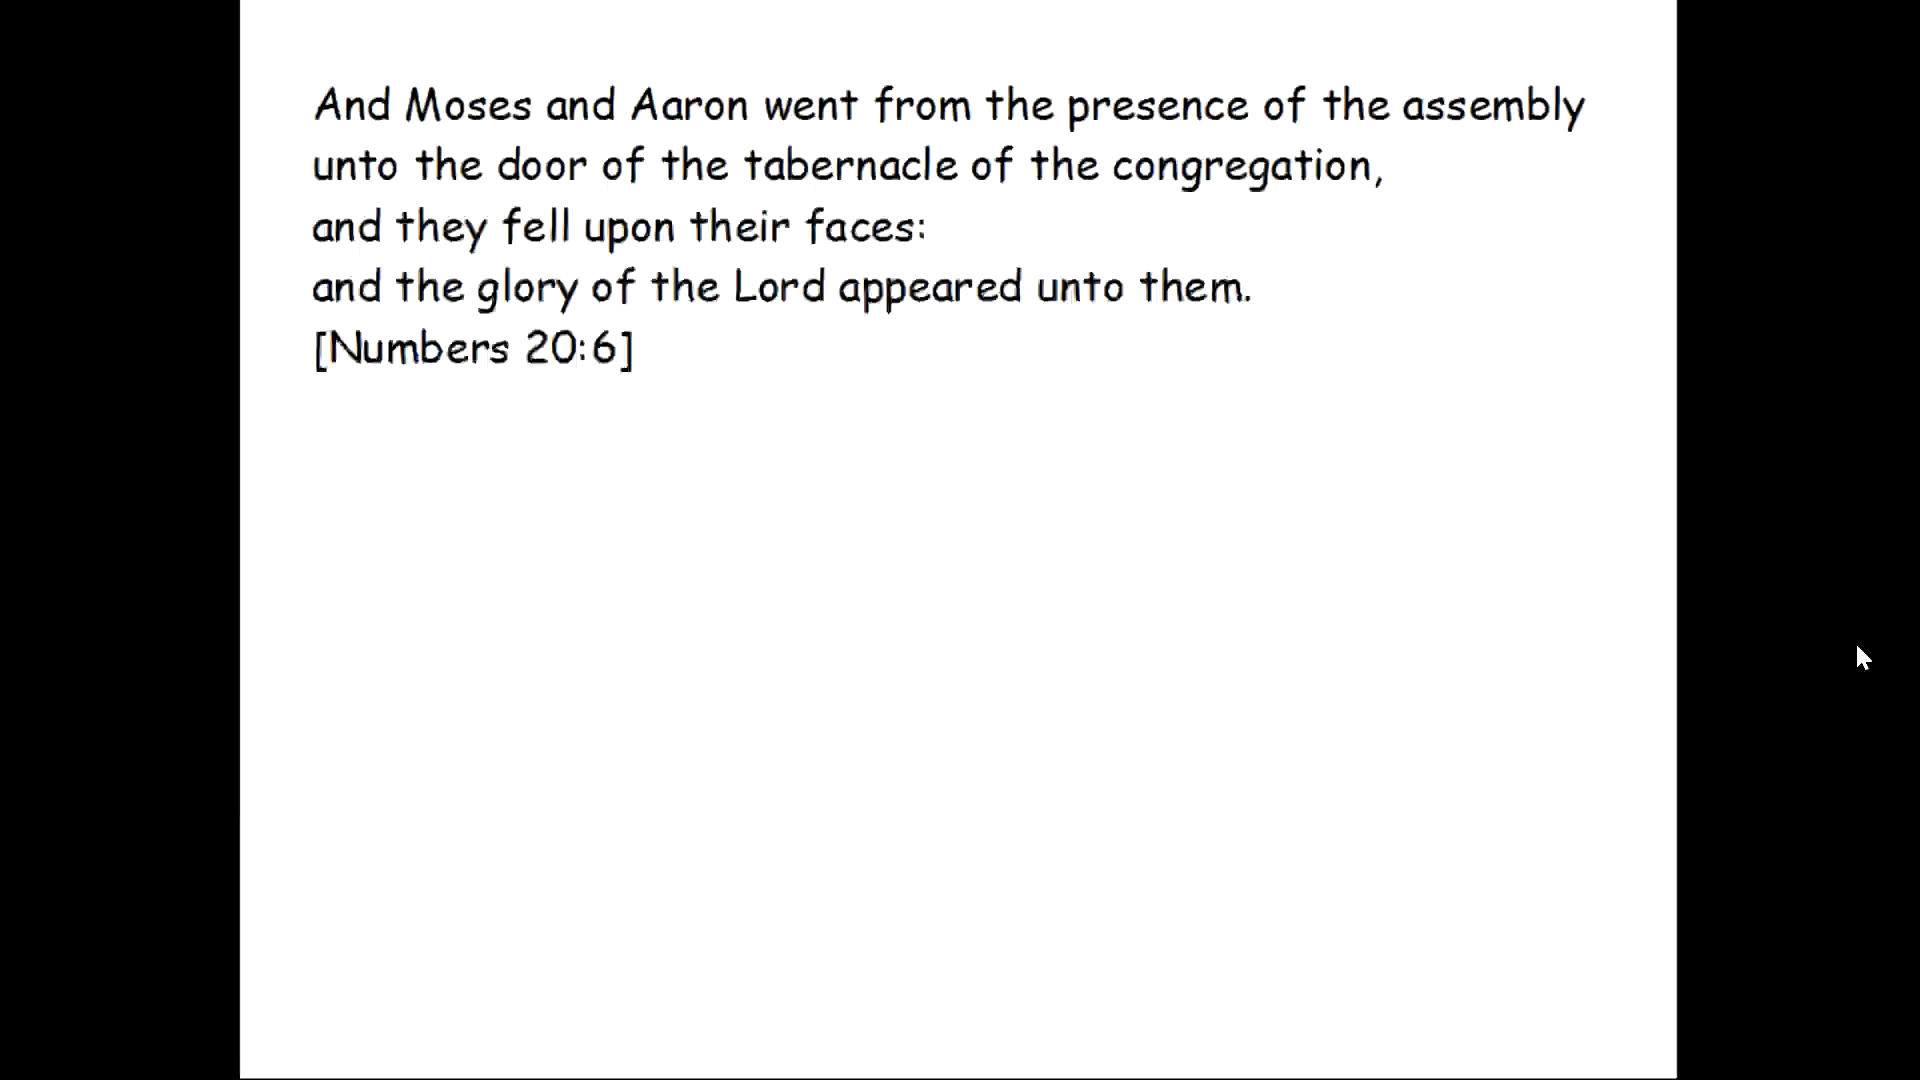 And Moses and Aaron went from the presence of the assembly
unto the door of the tabernacle of the congregation,
and they fell upon their faces:
and the glory of the Lord appeared unto them.
[Numbers 20:6]